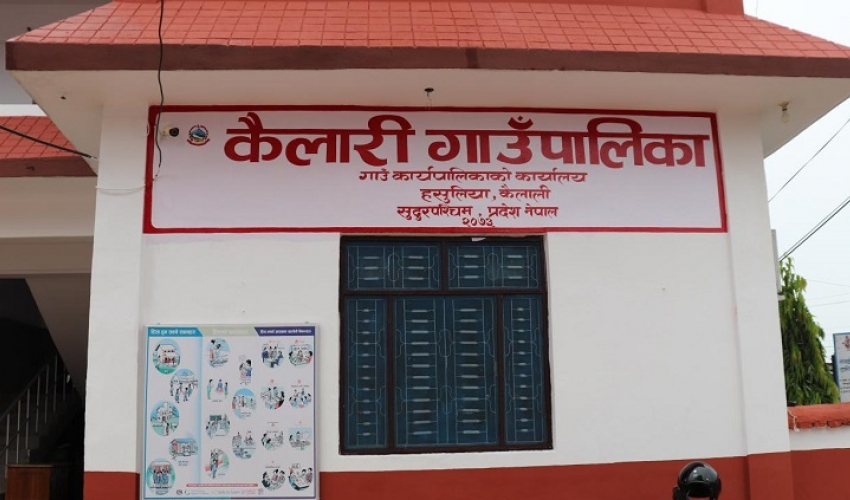 कैलारी गाउँपालिका
गाउँ कार्यपालिकाको कार्यालय
हसुलिया, कैलाली
सुदुरपश्चिम, प्रदेश नेपाल
२०७३